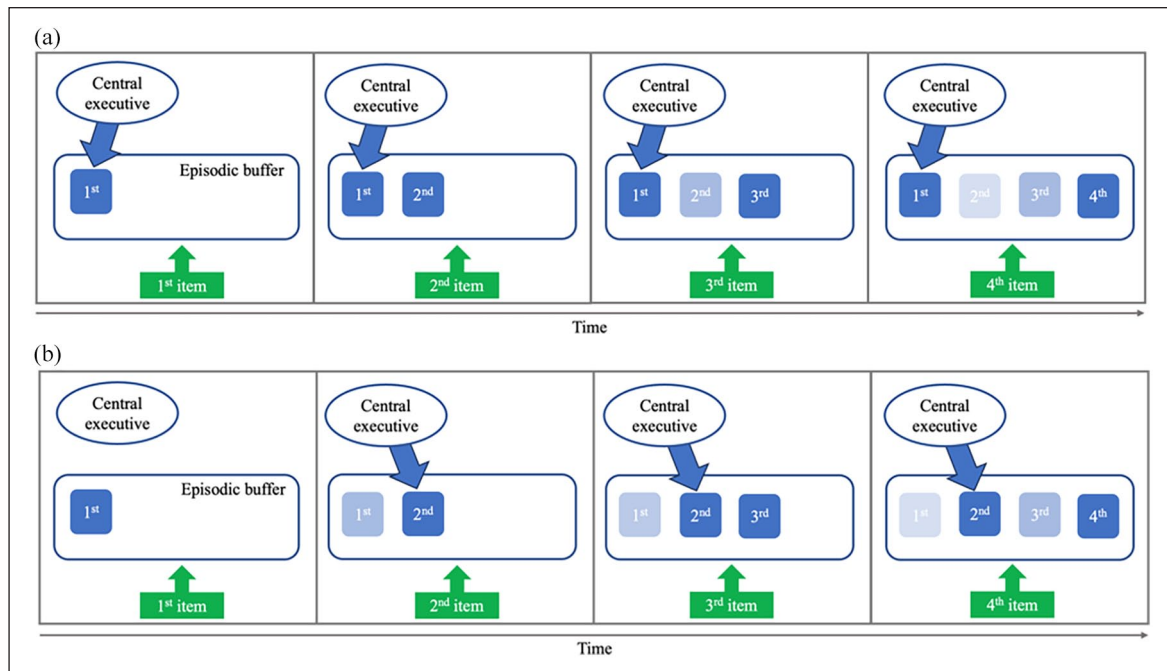 (a)
Central
executive
Episodic buffer
1st
1st item
Central
executive
1st
2nd
2nd item
Central
executive
1st
2nd
3rd
3rd item
Central
executive
1st
2nd
3rd
4th
4th item
Time
(b)
Central
executive
Episodic buffer
1st
1st item
Central
executive
1st
2nd
2nd item
Central
executive
1st
2nd
3rd
3rd item
Central
executive
1st
2nd
3rd
4th
4th item
Time